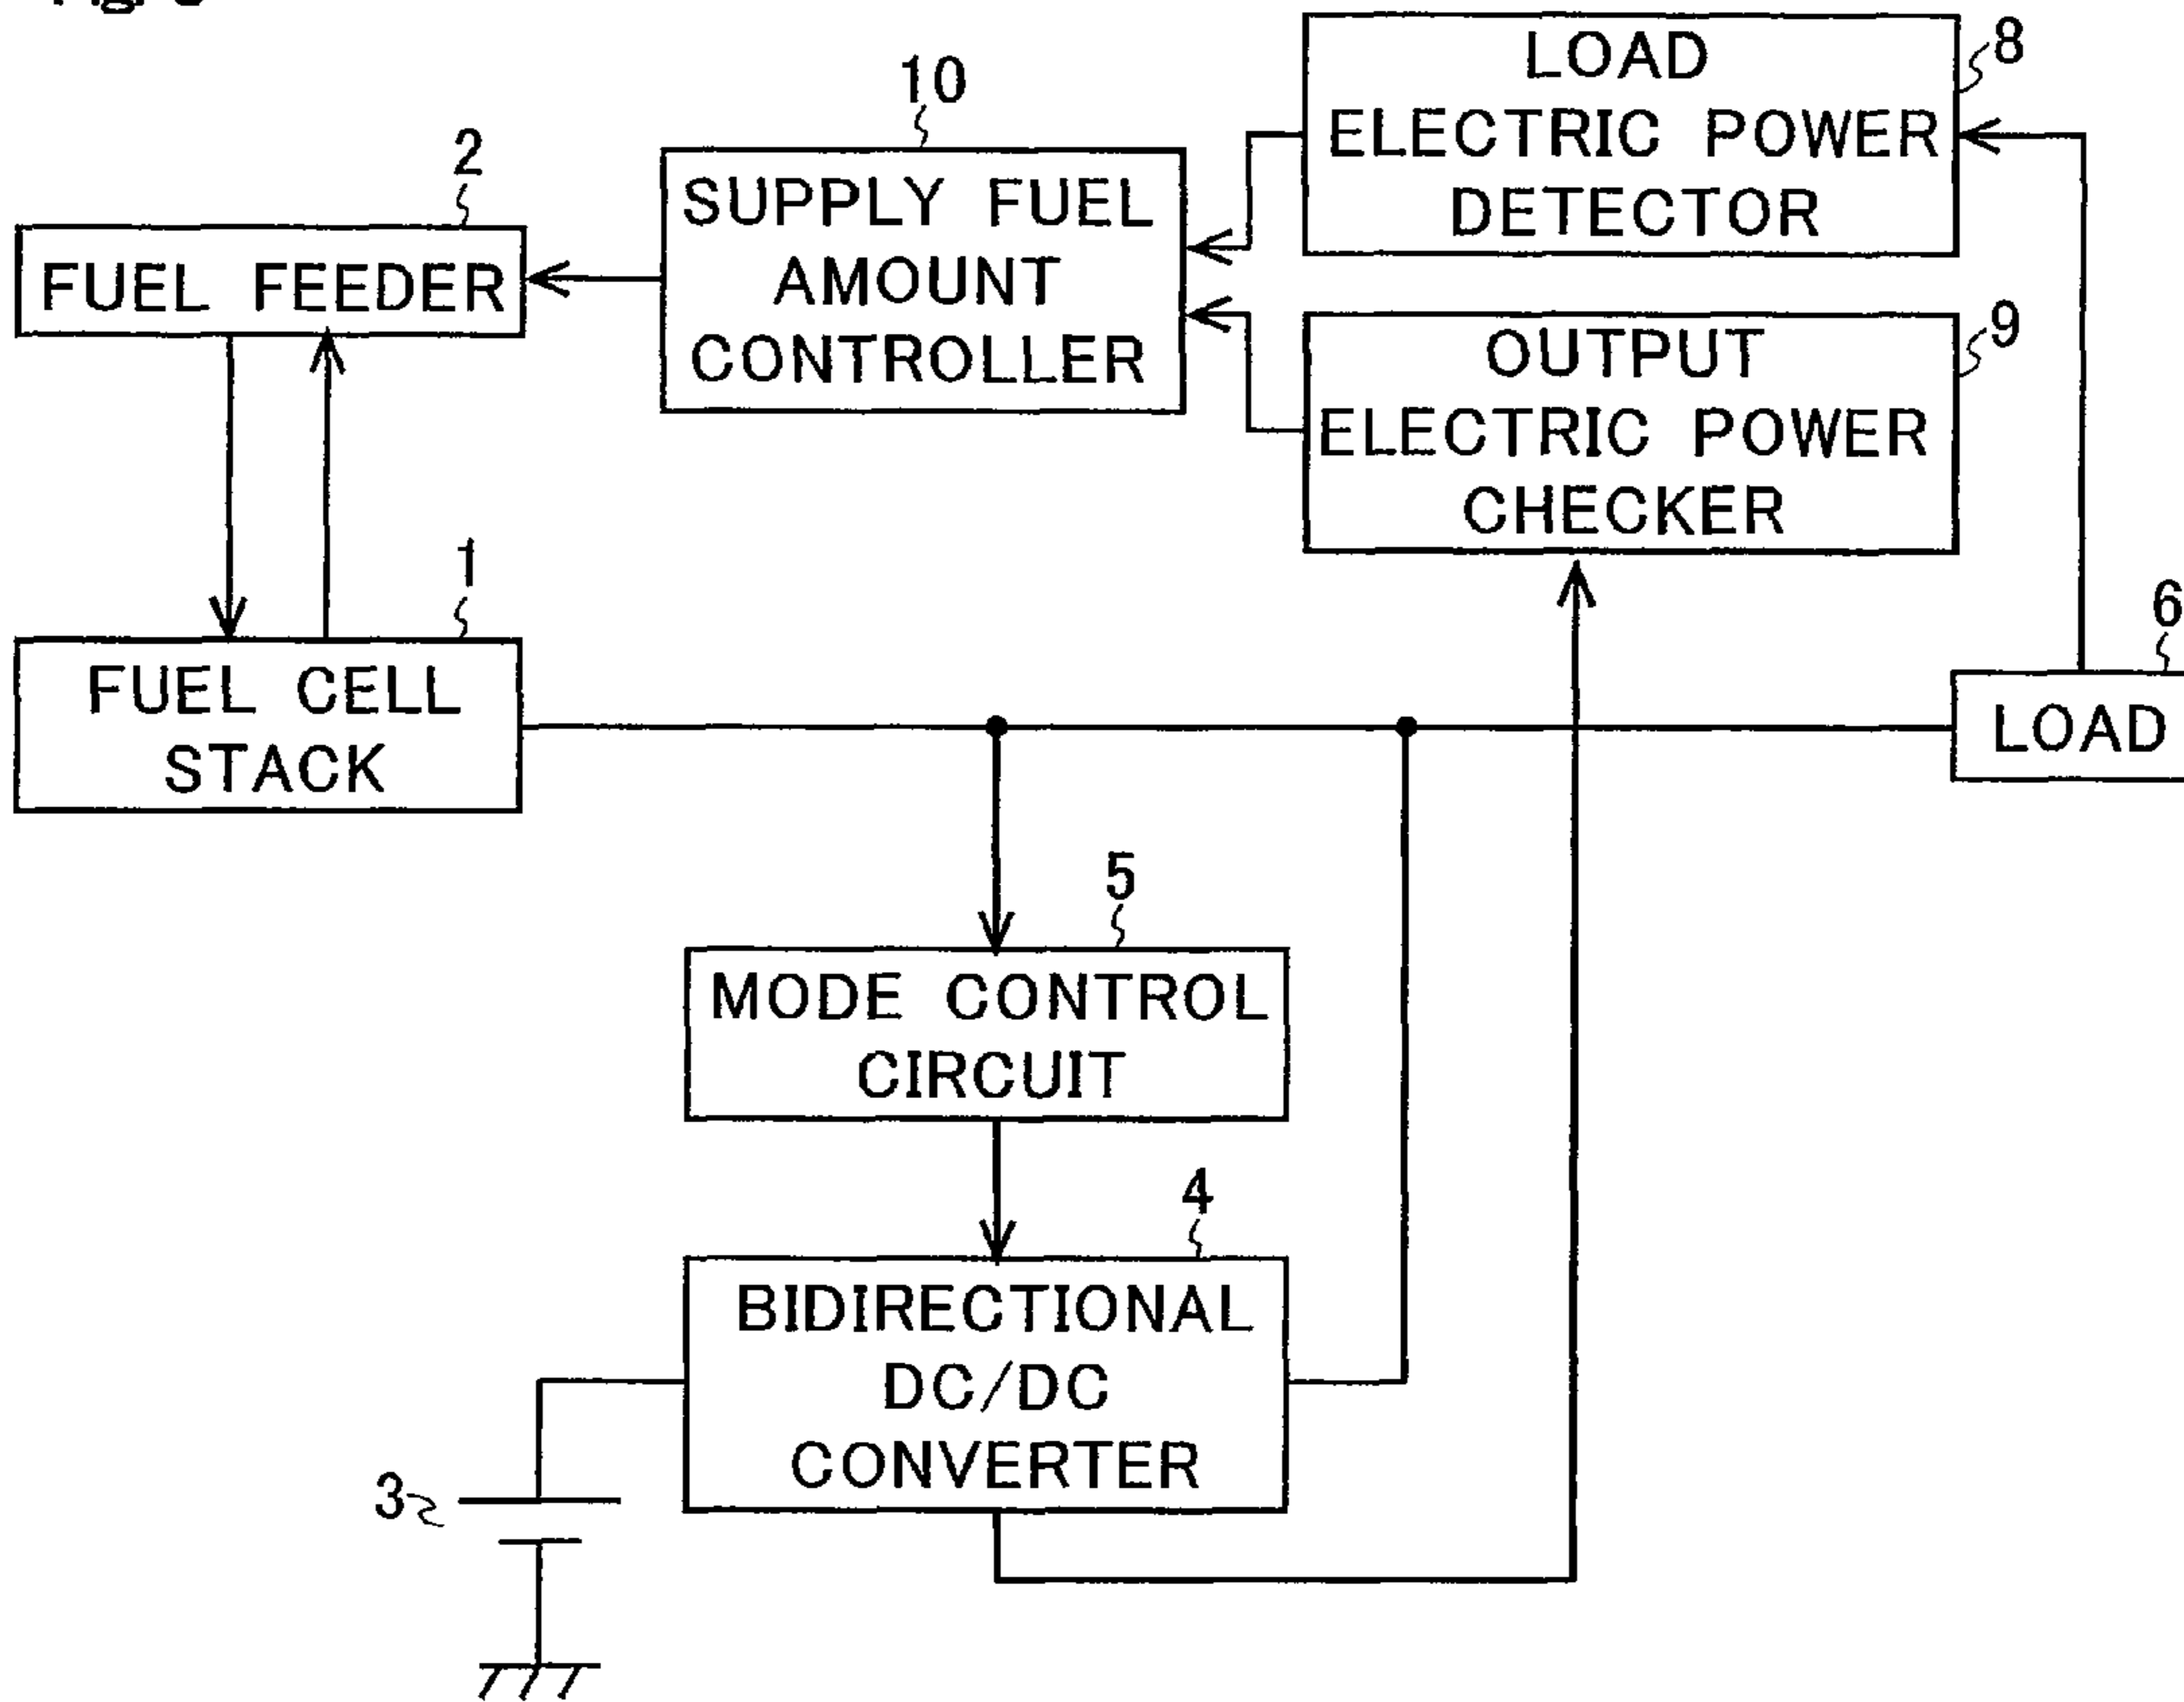 8
LOAD
ELECTRIC POWER
DETECTOR
10
SUPPLY FUEL
AMOUNT
CONTROLLER
2
FUEL FEEDER
9
OUTPUT
ELECTRIC POWER
CHECKER
1
FUEL CELL
STACK
6
LOAD
5
MODE CONTROL
CIRCUIT
4
BIDIRECTIONAL
DC/DC
CONVERTER
3